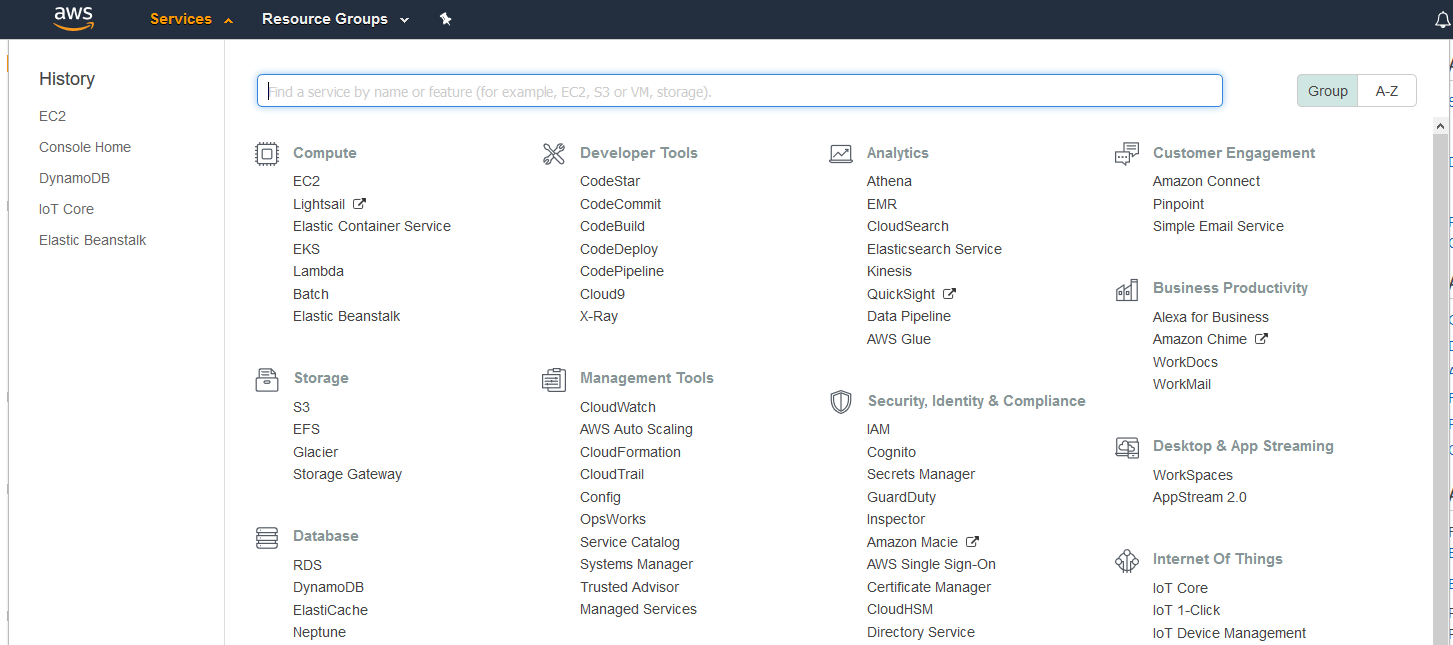 aws
Services
Resource Groups
History
EC2
Console Home
DynamoDB
IoT Core
Elastic Beanstalk
Find a service by name or feature (for example, EC2, S3 or VM, storage).
Group
A-Z
Compute
EC2
Lightsail
Elastic Container Service
EKS
Lambda
Batch
Elastic Beanstalk
Storage
S3
EFS
Glacier
Storage Gateway
Database
RDS
DynamoDB
ElastiCache
Neptune
Developer Tools
CodeStar
CodeCommit
CodeBuild
CodeDeploy
CodePipeline
Cloud9
X-Ray
Management Tools
CloudWatch
AWS Auto Scaling
CloudFormation
CloudTrail
Config
OpsWorks
Service Catalog
Systems Manager
Trusted Advisor
Managed Services
Analytics
Athena
EMR
CloudSearch
Elasticsearch Service
Kinesis
QuickSight
Data Pipeline
AWS Glue
Security, Identity & Compliance
IAM
Cognito
Secrets Manager
GuardDuty
Inspector
Amazon Macie
AWS Single Sign-On
Certificate Manager
CloudHSM
Directory Service
Customer Engagement
Amazon Connect
Pinpoint
Simple Email Service
Business Productivity
Alexa for Business
Amazon Chime
WorkDocs
WorkMail
Desktop & App Streaming
WorkSpaces
AppStream 2.0
Internet Of Things
IoT Core
IoT 1-Click
IoT Device Management